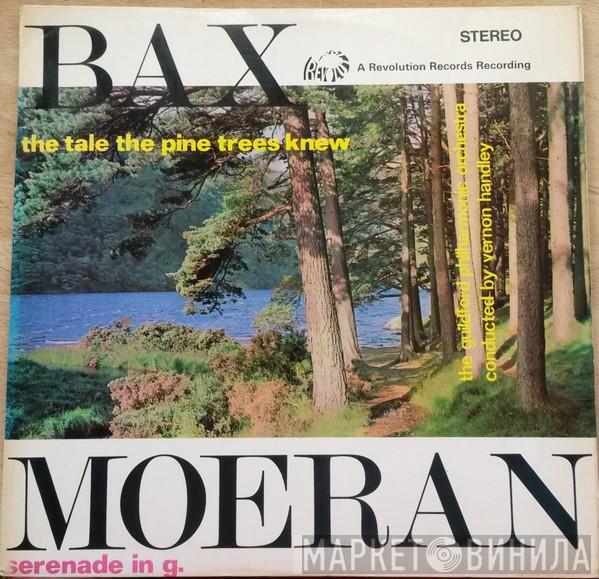 BAX
STEREO
REVOLUTION
A Revolution Records Recording
the tale the pine trees knew
the guildford philharmonic orchestra
conducted by vernon handley
MOERAN
serenade in g.
МАРКЕТ ВИНИЛА